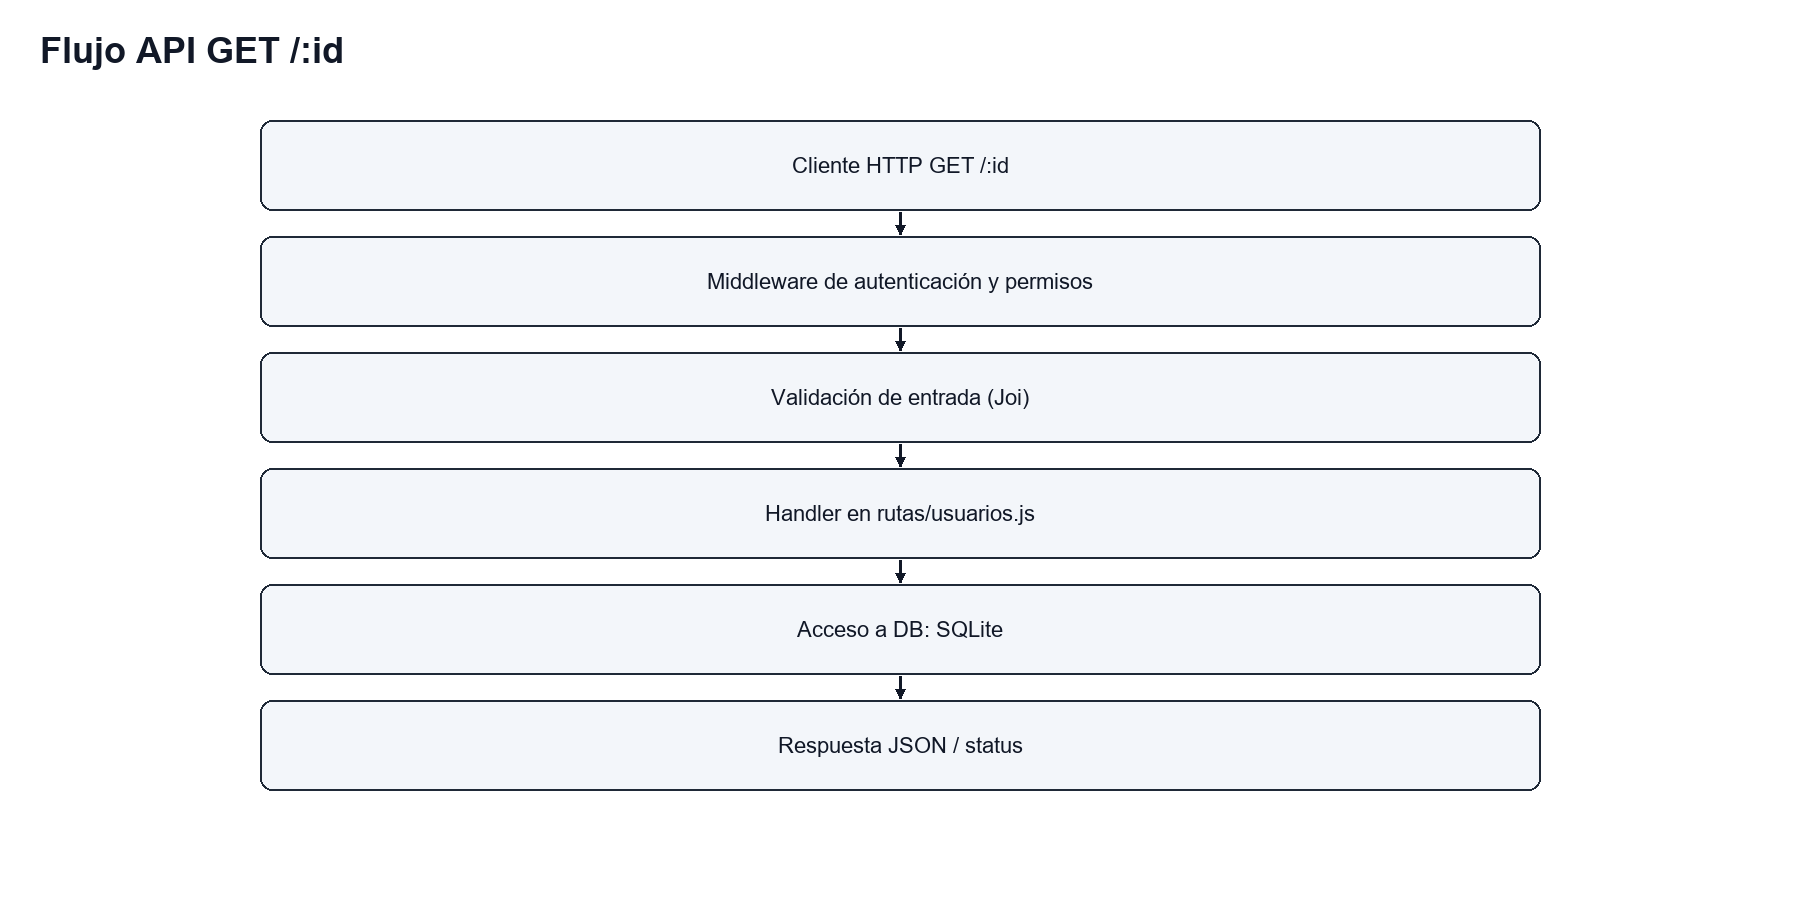 Flujo API GET /:id
Cliente HTTP GET /:id
Middleware de autenticación y permisos
Validación de entrada (Joi)
Handler en rutas/usuarios.js
Acceso a DB: SQLite
Respuesta JSON / status